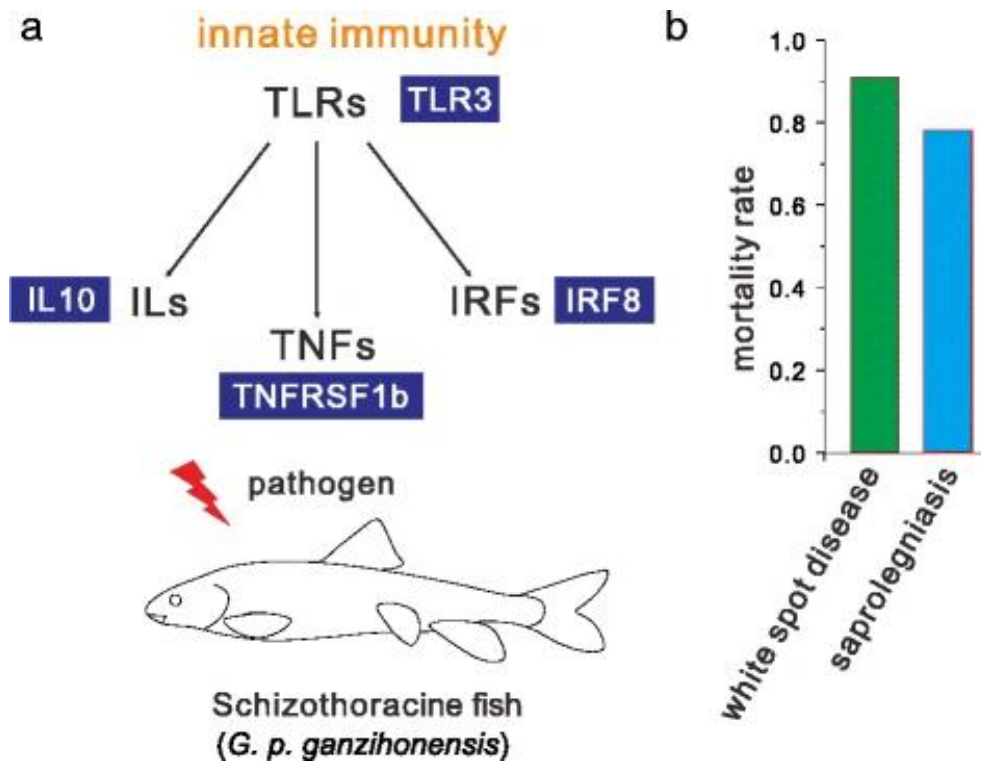 a
innate immunity
TLRs TLR3
IL10 ILs
IRFs IRF8
TNFs
TNFRSF1b
pathogen
Schizothoracine fish
(G. p. ganzihonensis)
b
mortality rate
1.0
0.8
0.6
0.4
0.2
0.0
white spot disease
saprolegniasis